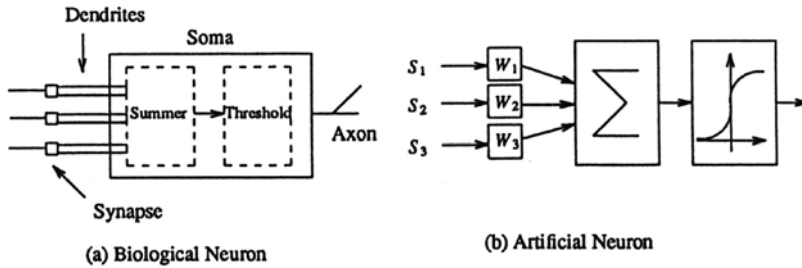 Dendrites
Soma
Summer
Threshold
Axon
Synapse
(a) Biological Neuron
S1
W1
S2
W2
S3
W3
Σ
(b) Artificial Neuron